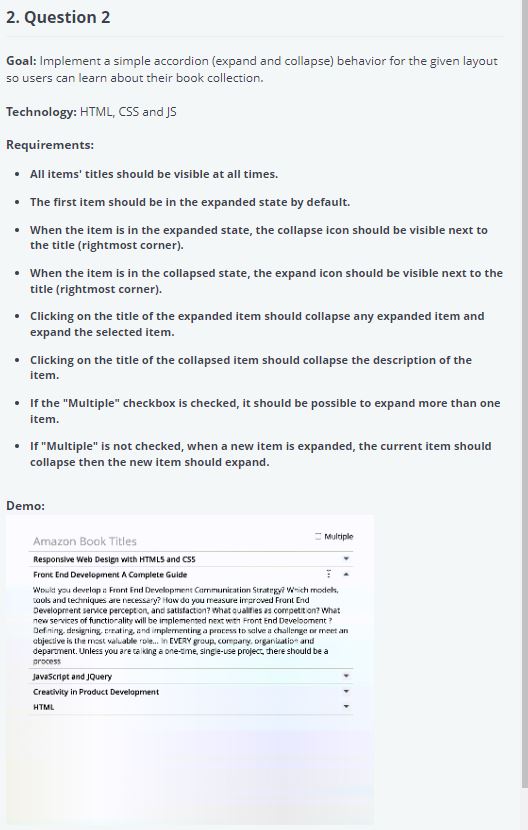 2. Question 2
Goal: Implement a simple accordion (expand and collapse) behavior for the given layout
so users can learn about their book collection.
Technology: HTML, CSS and JS
Requirements:
• All items' titles should be visible at all times.
• The first item should be in the expanded state by default.
• When the item is in the expanded state, the collapse icon should be visible next to
the title (rightmost corner).
• When the item is in the collapsed state, the expand icon should be visible next to the
title (rightmost corner).
• Clicking on the title of the expanded item should collapse any expanded item and
expand the selected item.
• Clicking on the title of the collapsed item should collapse the description of the
item.
• If the "Multiple" checkbox is checked, it should be possible to expand more than one
item.
• If "Multiple" is not checked, when a new item is expanded, the current item should
collapse then the new item should expand.
Demo:
Amazon Book Titles
Multiple
Responsive Web Design with HTML5 and CSS
Front End Development A Complete Guide
Would you develop a Front End Development Communication Strategy? Which models,
tools and techniques are necessary? How do you measure improved Front End
Development service perception, and satisfaction? What qualifies as competition? What
new services of functionality will be implemented next with Front End Development ?
Defining, designing, creating, and implementing a process to solve a challenge or meet an
objective is the most valuable role... In EVERY group, company, organization and
department. Unless you are talking a one-time, single-use project, there should be a
process
JavaScript and JQuery
Creativity in Product Development
HTML